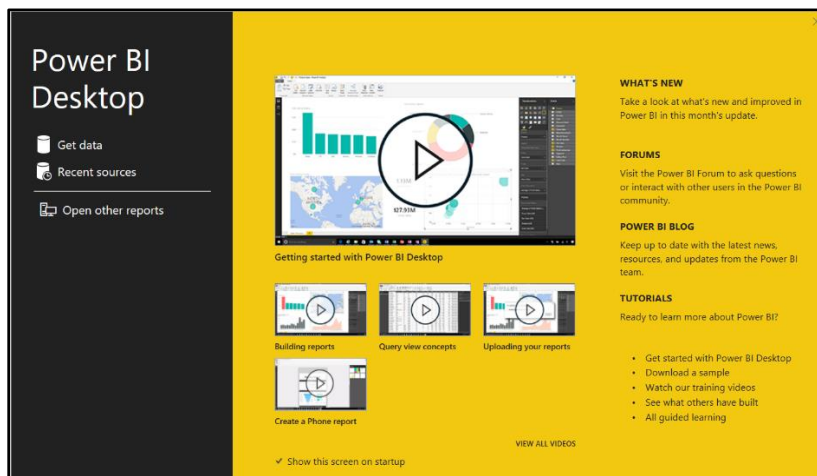 Power BI
Desktop
Get data
Recent sources
Open other reports
127.93M
Getting started with Power BI Desktop
Building reports
Query view concepts
Uploading your reports
Create a Phone report
VIEW ALL VIDEOS
✓ Show this screen on startup
WHAT'S NEW
Take a look at what's new and improved in
Power BI in this month's update.
FORUMS
Visit the Power BI Forum to ask questions
or interact with other users in the Power BI
community.
POWER BI BLOG
Keep up to date with the latest news,
resources, and updates from the Power BI
team.
TUTORIALS
Ready to learn more about Power BI?
• Get started with Power BI Desktop
• Download a sample
• Watch our training videos
• See what others have built
• All guided learning